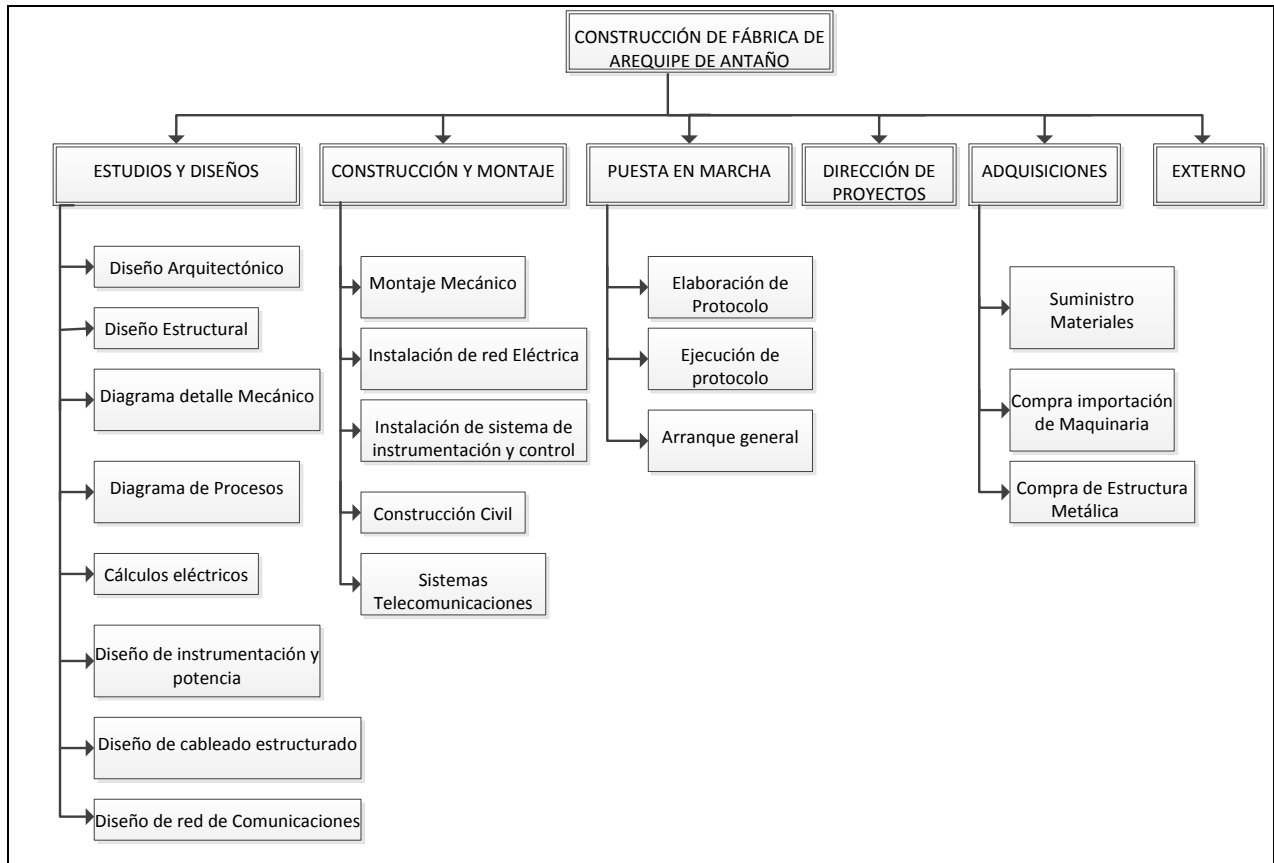 CONSTRUCCIÓN DE FÁBRICA DE
AREQUIPE DE ANTAÑO
ESTUDIOS Y DISEÑOS
CONSTRUCCIÓN Y MONTAJE
PUESTA EN MARCHA
DIRECCIÓN DE
PROYECTOS
ADQUISICIONES
EXTERNO
Diseño Arquitectónico
Diseño Estructural
Diagrama detalle Mecánico
Diagrama de Procesos
Cálculos eléctricos
Diseño de instrumentación y
potencia
Diseño de cableado estructurado
Diseño de red de Comunicaciones
Montaje Mecánico
Instalación de red Eléctrica
Instalación de sistema de
instrumentación y control
Construcción Civil
Sistemas
Telecomunicaciones
Elaboración de
Protocolo
Ejecución de
protocolo
Arranque general
Suministro
Materiales
Compra importación
de Maquinaria
Compra de Estructura
Metálica